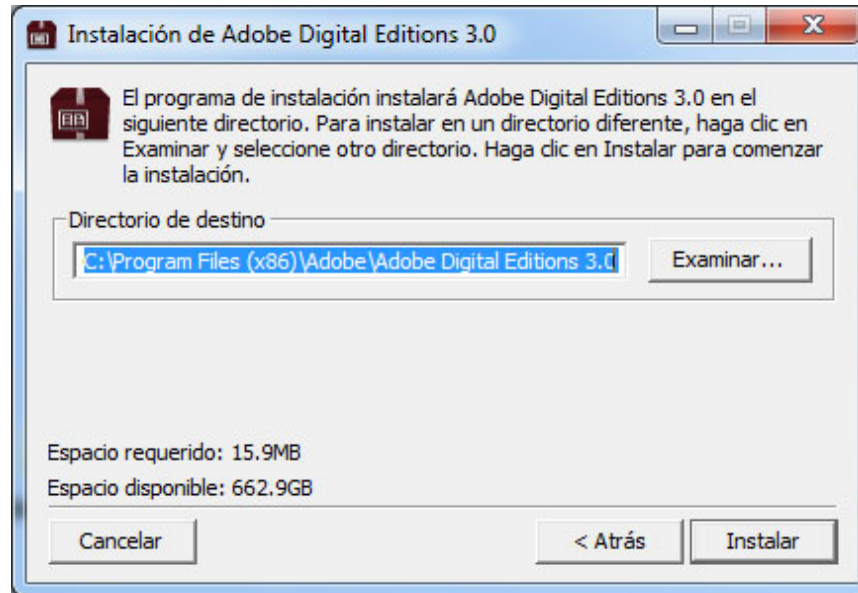 Instalación de Adobe Digital Editions 3.0
El programa de instalación instalará Adobe Digital Editions 3.0 en el
siguiente directorio. Para instalar en un directorio diferente, haga clic en
Examinar y seleccione otro directorio. Haga clic en Instalar para comenzar
la instalación.
Directorio de destino
C:\Program Files (x86)\Adobe\Adobe Digital Editions 3.0
Examinar...
Espacio requerido: 15.9MB
Espacio disponible: 662.9GB
Cancelar
< Atrás
Instalar